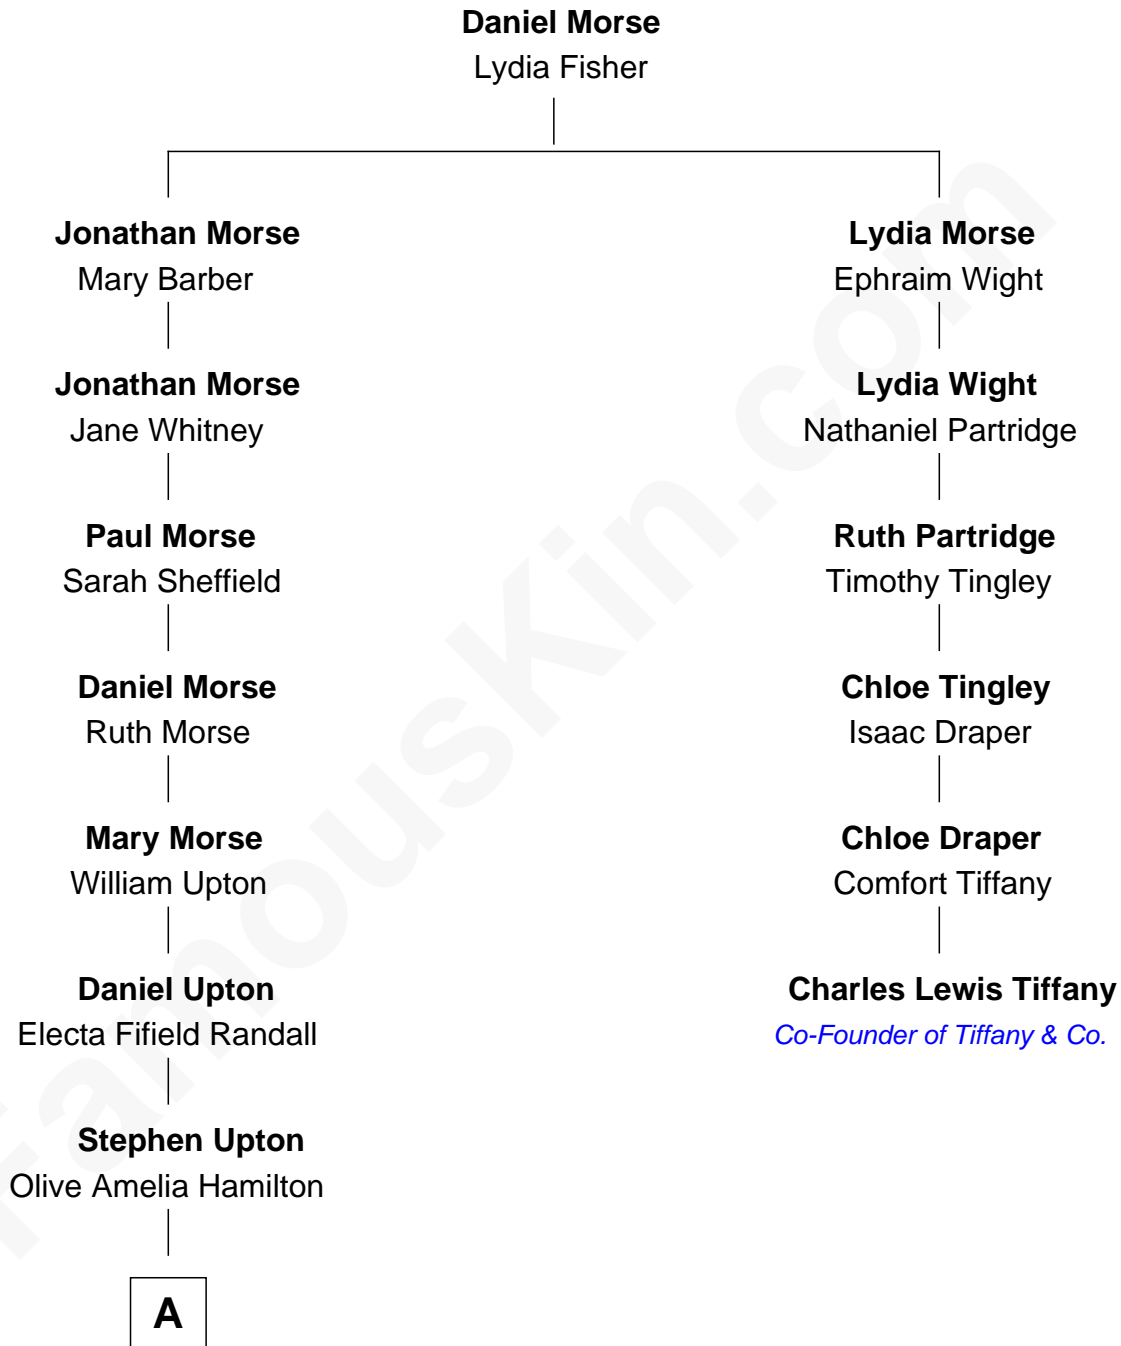 Daniel Morse
Lydia Fisher
Jonathan Morse
Mary Barber
Jonathan Morse
Jane Whitney
Paul Morse
Sarah Sheffield
Daniel Morse
Ruth Morse
Mary Morse
William Upton
Daniel Upton
Electa Fifield Randall
Stephen Upton
Olive Amelia Hamilton
A
Lydia Morse
Ephraim Wight
Lydia Wight
Nathaniel Partridge
Ruth Partridge
Timothy Tingley
Chloe Tingley
Isaac Draper
Chloe Draper
Comfort Tiffany
Charles Lewis Tiffany
Co-Founder of Tiffany & Co.
FamousKin.com